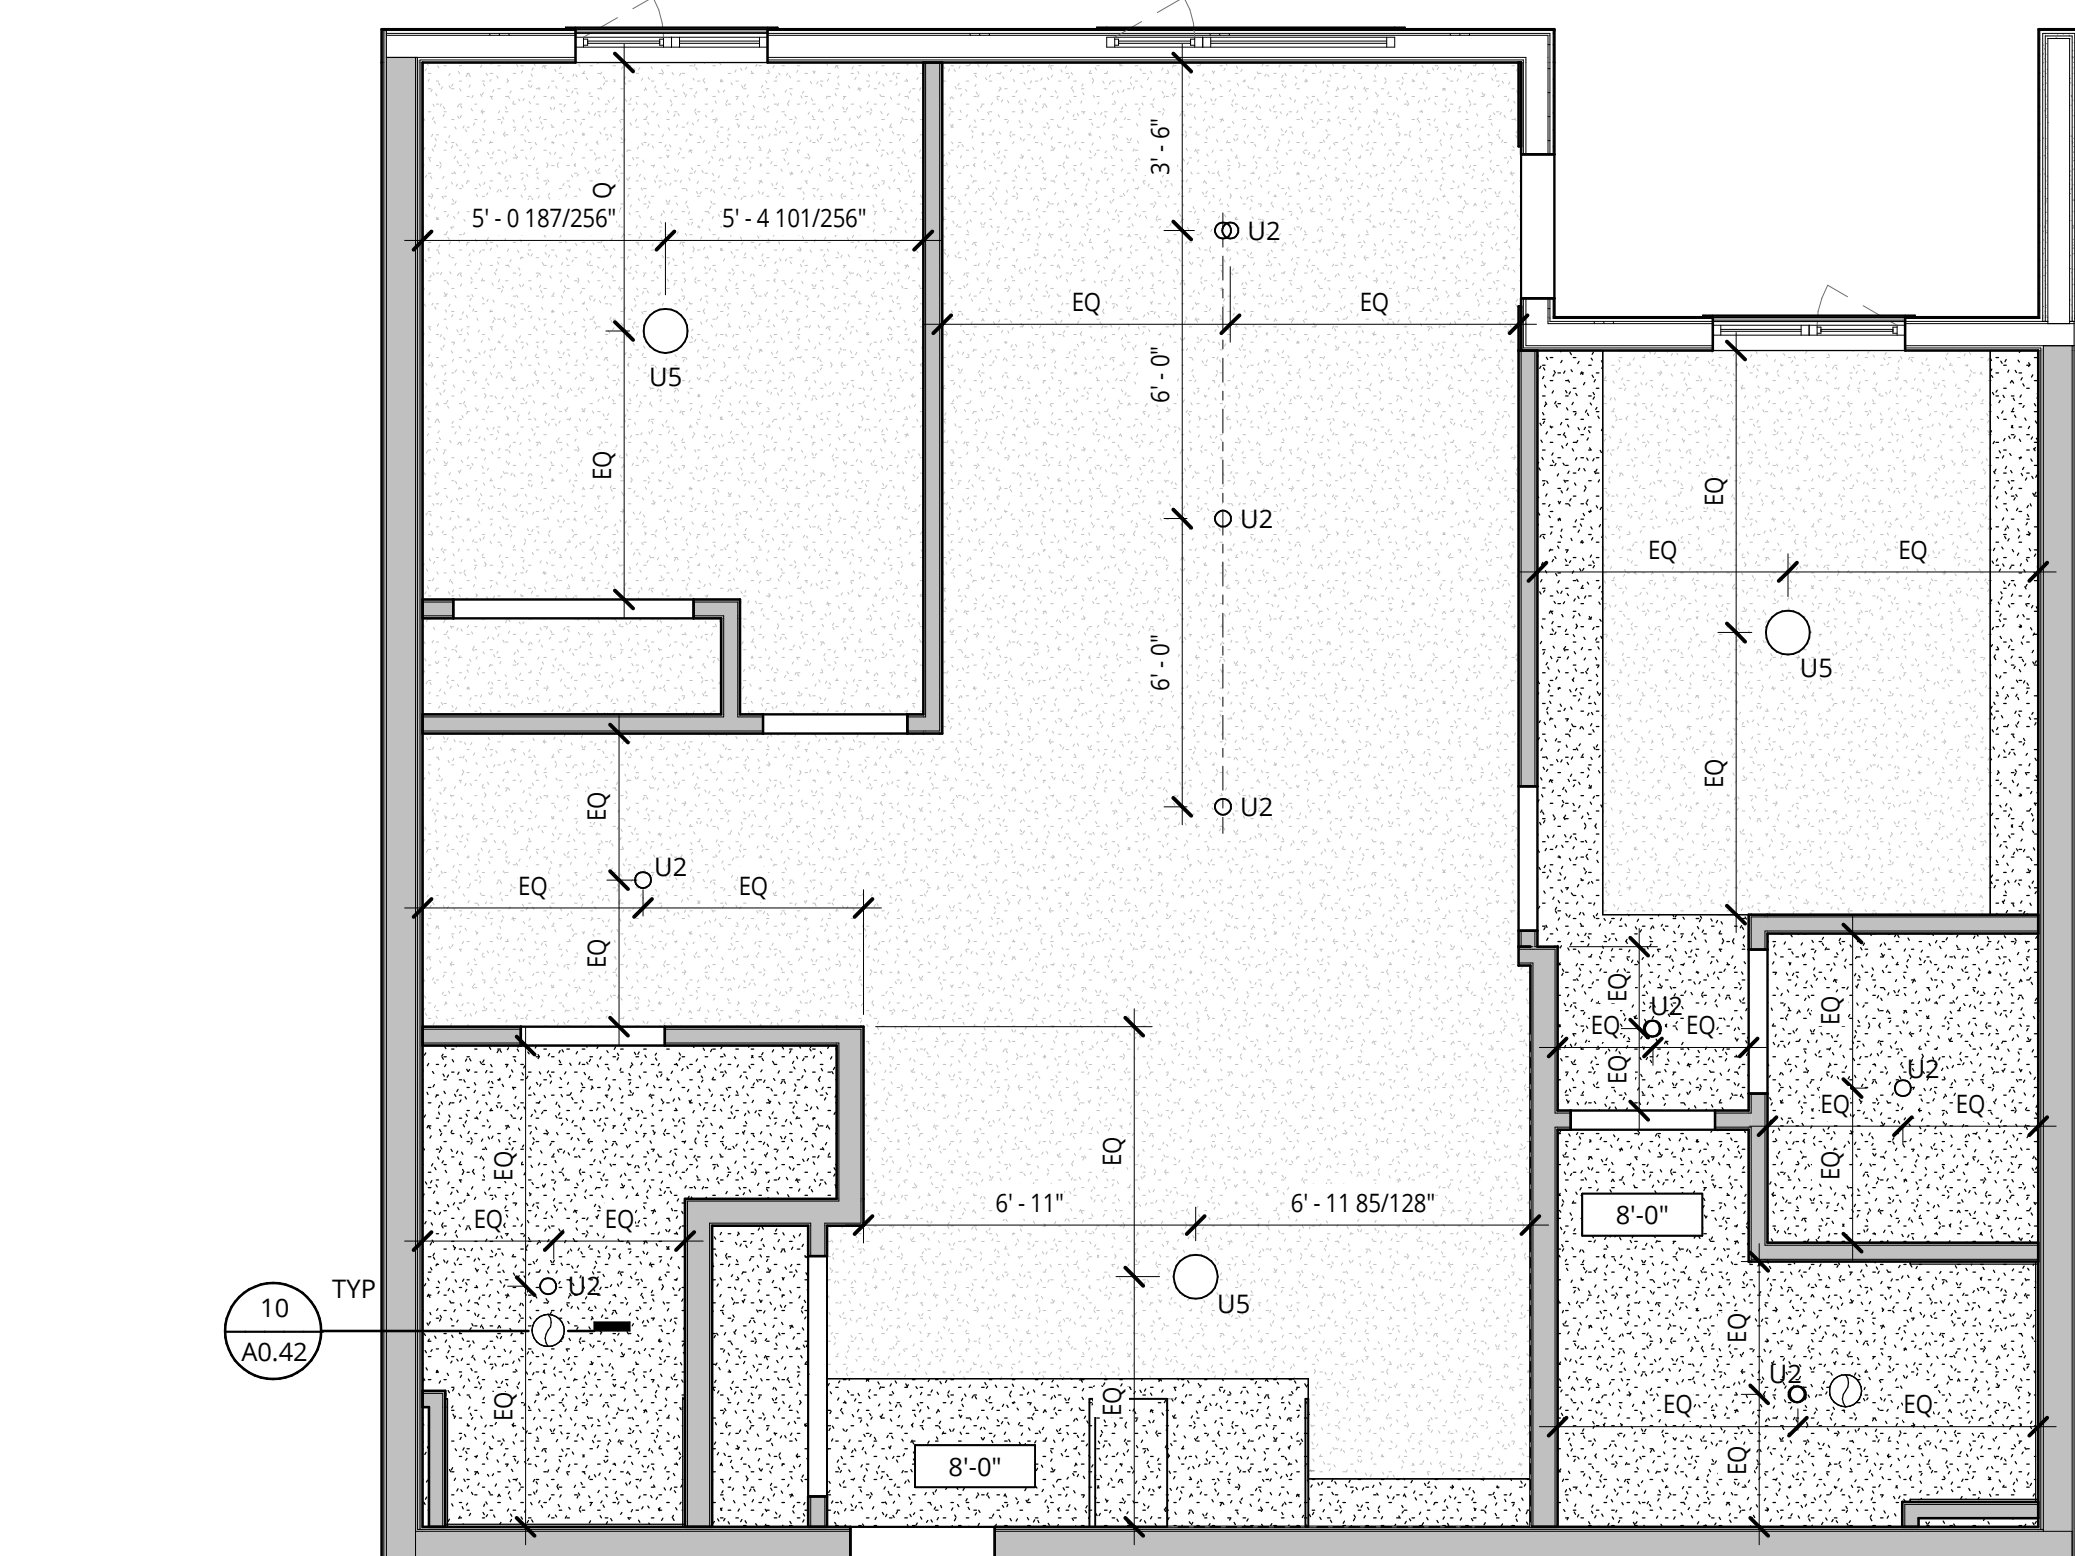 3' - 6"
Q
5' - 0 187/256"
5' - 4 101/256"
U2
EQ
EQ
6' - 0"
U5
EQ
EQ
U2
EQ
EQ
6' - 0"
U5
EQ
U2
EQ
U2
EQ
EQ
EQ
EQ
U2
EQ
EQ
EQ
EQ
U2
EQ
EQ
EQ
EQ
EQ
EQ
6' - 11"
6' - 11 85/128"
8'-0"
EQ
EQ
TYP
10
A0.42
U2
U5
EQ
U2
EQ
EQ
EQ
EQ
EQ
8'-0"